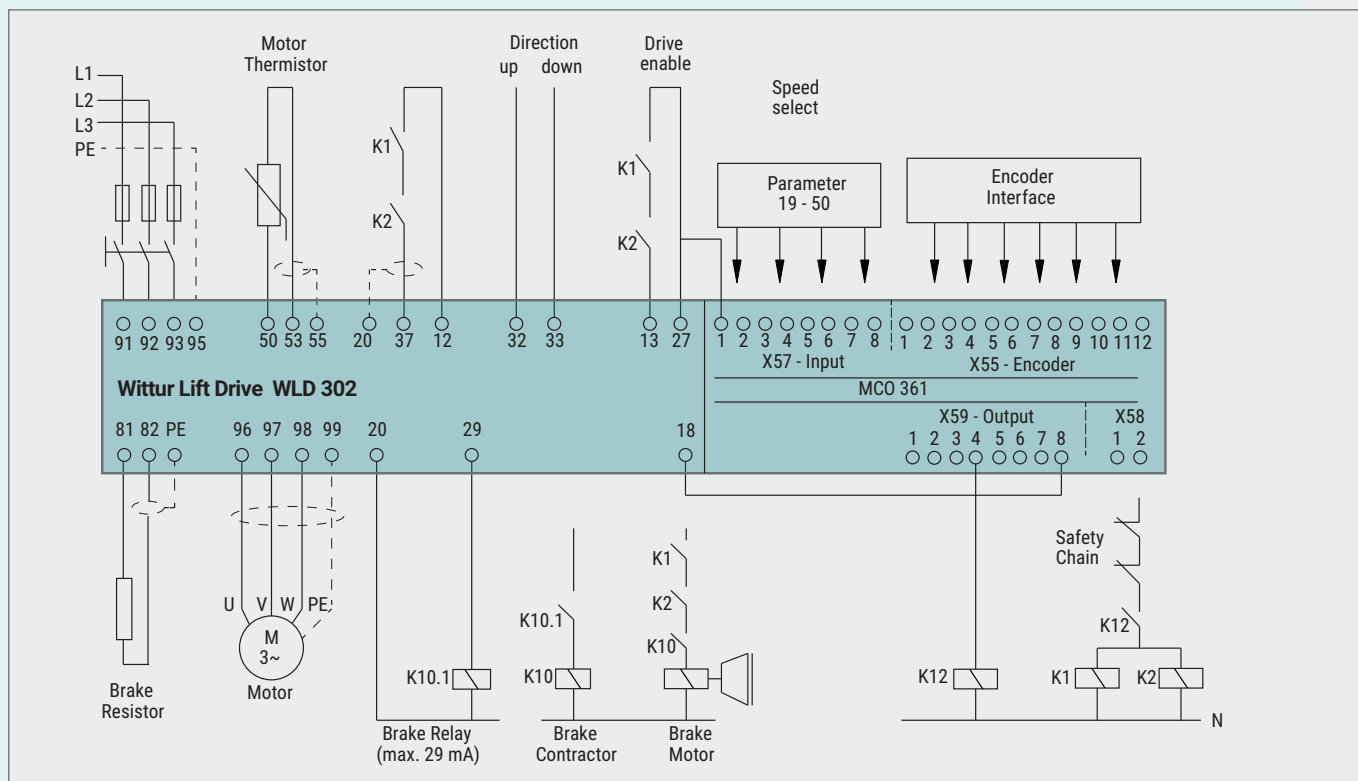 Motor
Thermistor
Direction
up down
Drive
enable
Speed
select
L1
L2
L3
PE
K1
K2
K1
K2
Parameter
19 - 50
Encoder
Interface
91 92 93 95 50 53 55 20 37 12 32 33 13 27 1 2 3 4 5 6 7 8 1 2 3 4 5 6 7 8 9 10 11 12
X57 - Input X55 - Encoder
Wittur Lift Drive WLD 302
MCO 361
X59 - Output X58
81 82 PE 96 97 98 99 20 29 18 1 2 3 4 5 6 7 8 1 2
Safety
Chain
K1
K2
K10
K10.1
K12
U V W PE
M
3~
K10.1
K10
K12
K1
K2
N
Brake
Resistor
Motor
Brake Relay
(max. 29 mA)
Brake
Contractor
Brake
Motor